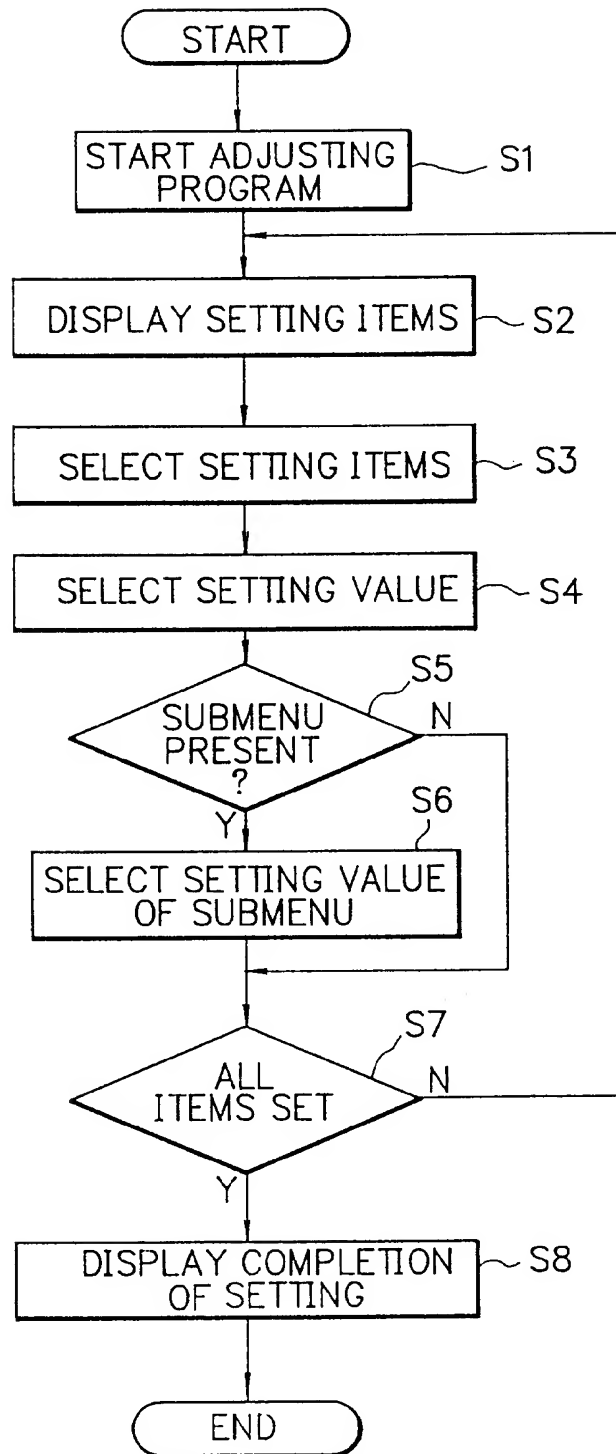 START
START ADJUSTING
PROGRAM
S1
DISPLAY SETTING ITEMS
S2
SELECT SETTING ITEMS
S3
SELECT SETTING VALUE
S4
S5
SUBMENU
PRESENT
?
N
Y
S6
SELECT SETTING VALUE
OF SUBMENU
S7
ALL
ITEMS SET
N
Y
DISPLAY COMPLETION
OF SETTING
S8
END